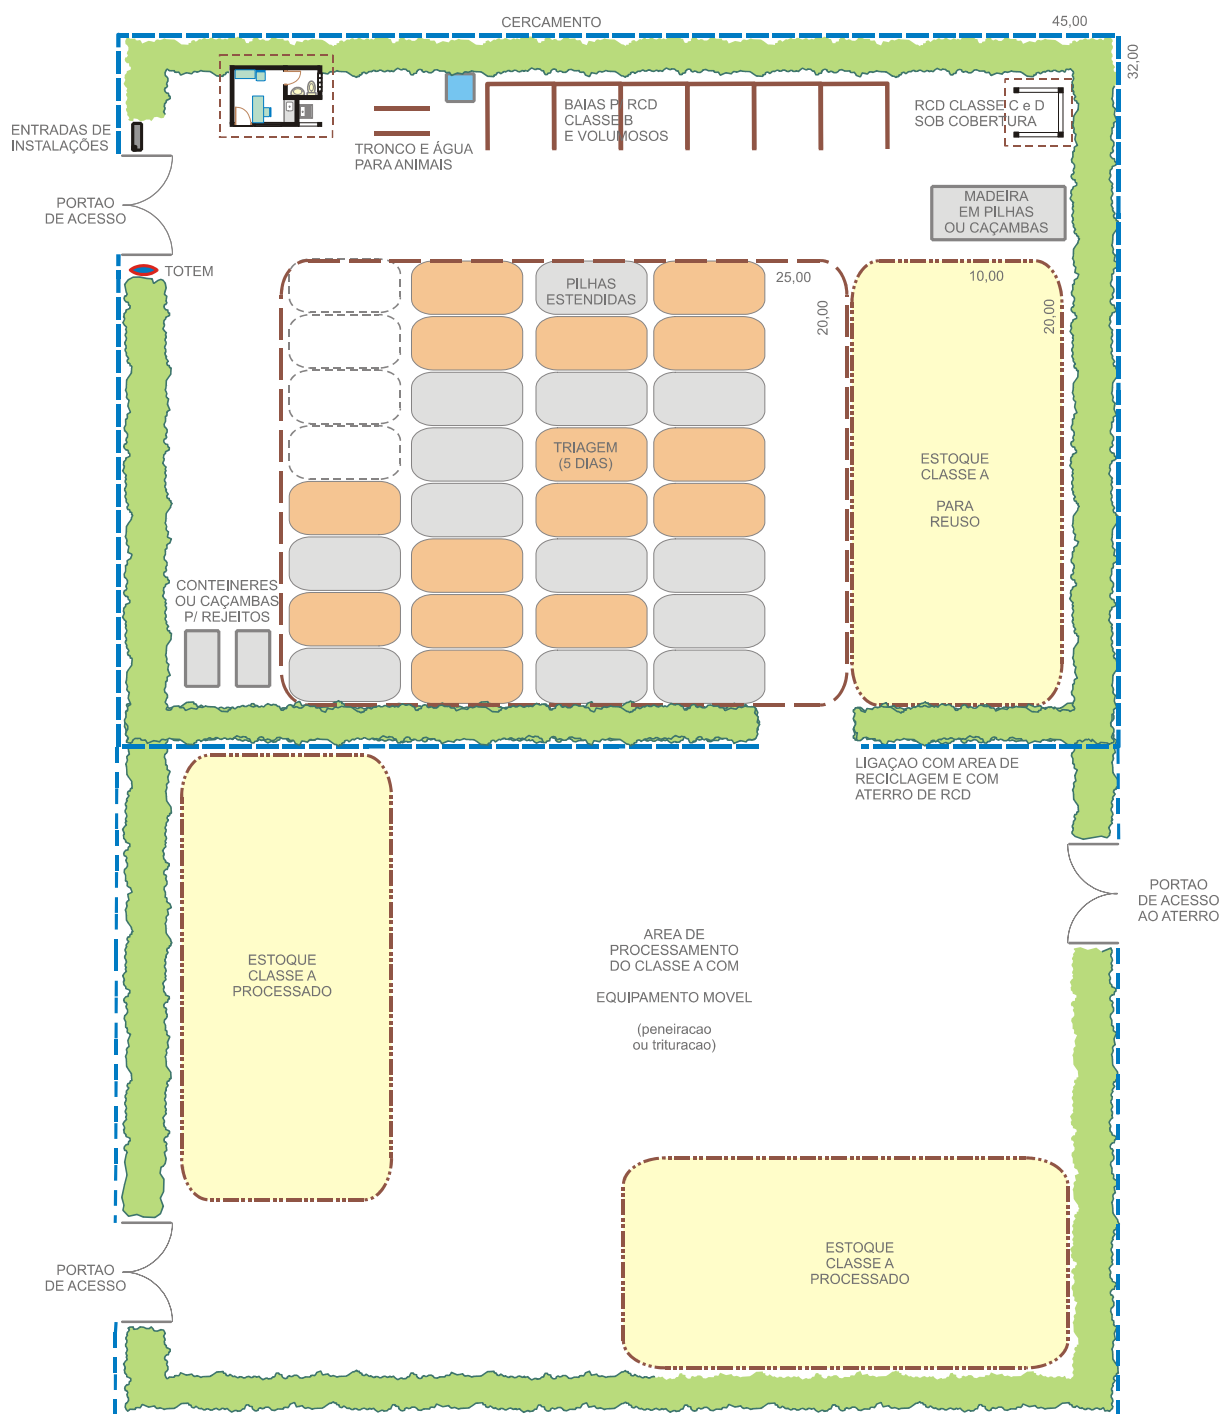 CERCAMENTO
45,00
32,00
ENTRADAS DE
INSTALAÇÕES
TRONCO E ÁGUA
PARA ANIMAIS
BAIAS P/ RCD
CLASSE B
E VOLUMOSOS
RCD CLASSE C e D
SOB COBERTURA
PORTAO
DE ACESSO
MADEIRA
EM PILHAS
OU CAÇAMBAS
TOTEM
PILHAS
ESTENDIDAS
25,00
20,00
10,00
20,00
TRIAGEM
(5 DIAS)
ESTOQUE
CLASSE A
PARA
REUSO
CONTEINERES
OU CAÇAMBAS
P/ REJEITOS
LIGAÇAO COM AREA DE
RECICLAGEM E COM
ATERRO DE RCD
PORTAO
DE ACESSO
AO ATERRO
AREA DE
PROCESSAMENTO
DO CLASSE A COM
EQUIPAMENTO MOVEL
(peneiracao
ou trituracao)
ESTOQUE
CLASSE A
PROCESSADO
ESTOQUE
CLASSE A
PROCESSADO
PORTAO
DE ACESSO